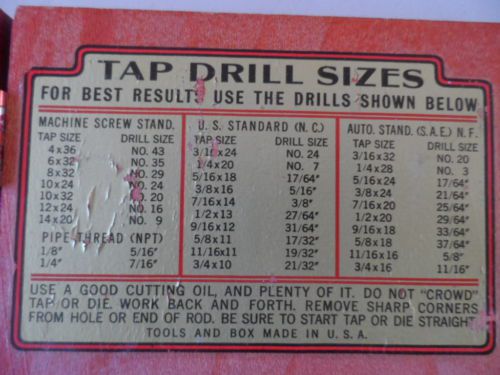 TAP DRILL SIZES
FOR BEST RESULTS USE THE DRILLS SHOWN BELOW
MACHINE SCREW STAND.
TAP SIZE DRILL SIZE
4x36 NO. 43
6x32 NO. 35
8x32 NO. 29
10x24 NO. 24
10x32 NO. 20
12x24 NO. 16
14x20 NO. 9
PIPE THREAD (NPT)
1/8" 5/16"
1/4" 7/16"
U. S. STANDARD (N. C.)
TAP SIZE DRILL SIZE
3/16x24 NO. 24
1/4x20 NO. 7
5/16x18 17/64"
3/8x16 5/16"
7/16x14 3/8"
1/2x13 27/64"
9/16x12 31/64"
5/8x11 17/32"
11/16x11 19/32"
3/4x10 21/32"
AUTO. STAND. (S.A.E.) N. F.
TAP SIZE DRILL SIZE
3/16x32 NO. 20
1/4x28 NO. 3
5/16x24 17/64"
3/8x24 21/64"
7/16x20 25/64"
1/2x20 29/64"
9/16x18 33/64"
5/8x18 37/64"
11/16x16 5/8"
3/4x16 11/16"
USE A GOOD CUTTING OIL, AND PLENTY OF IT. DO NOT "CROWD"
TAP OR DIE. WORK BACK AND FORTH. REMOVE SHARP CORNERS
FROM HOLE OR END OF ROD. BE SURE TO START TAP OR DIE STRAIGHT
TOOLS AND BOX MADE IN U. S. A.